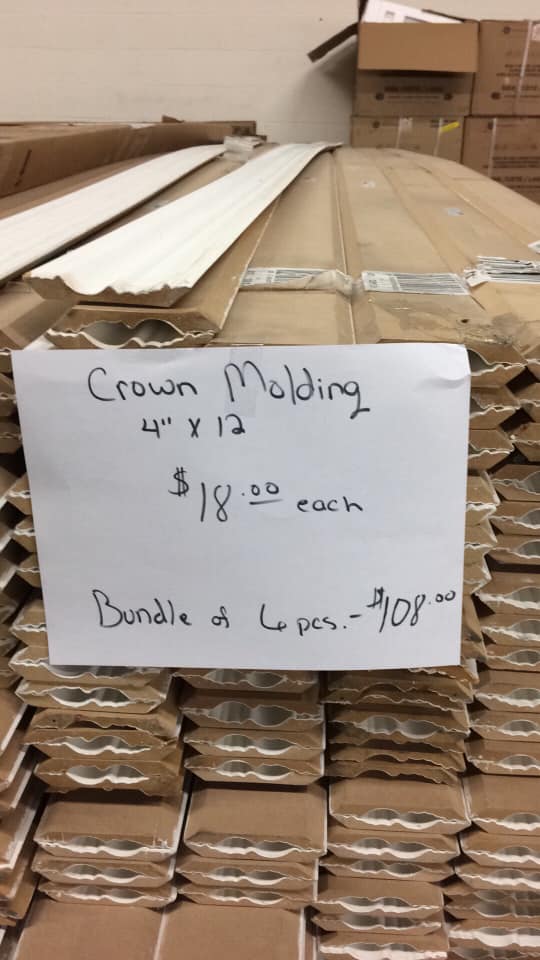 Crown Molding
4" X 12
$18.00 each
Bundle of 6 pcs.- $108.00